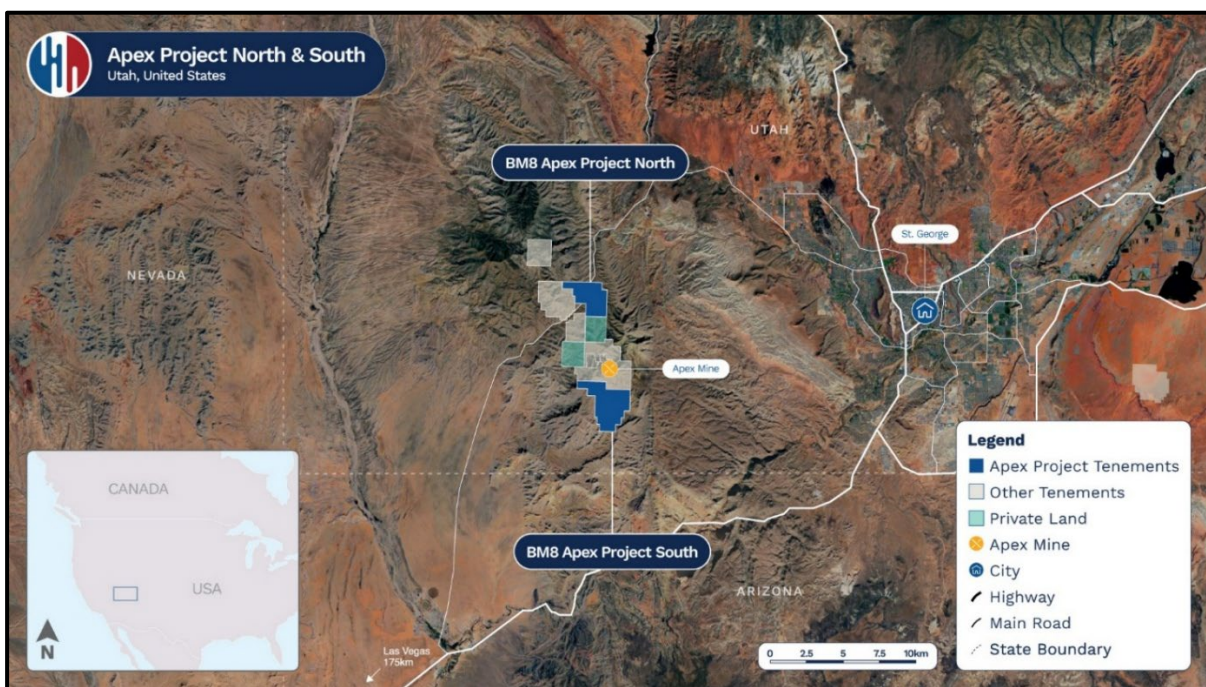 Apex Project North & South
Utah, United States
UTAH
BM8 Apex Project North
St. George
NEVADA
Apex Mine
BM8 Apex Project South
ARIZONA
Las Vegas
175km
CANADA
USA
N
0 2.5 5 7.5 10km
Legend
Apex Project Tenements
Other Tenements
Private Land
Apex Mine
City
Highway
Main Road
State Boundary